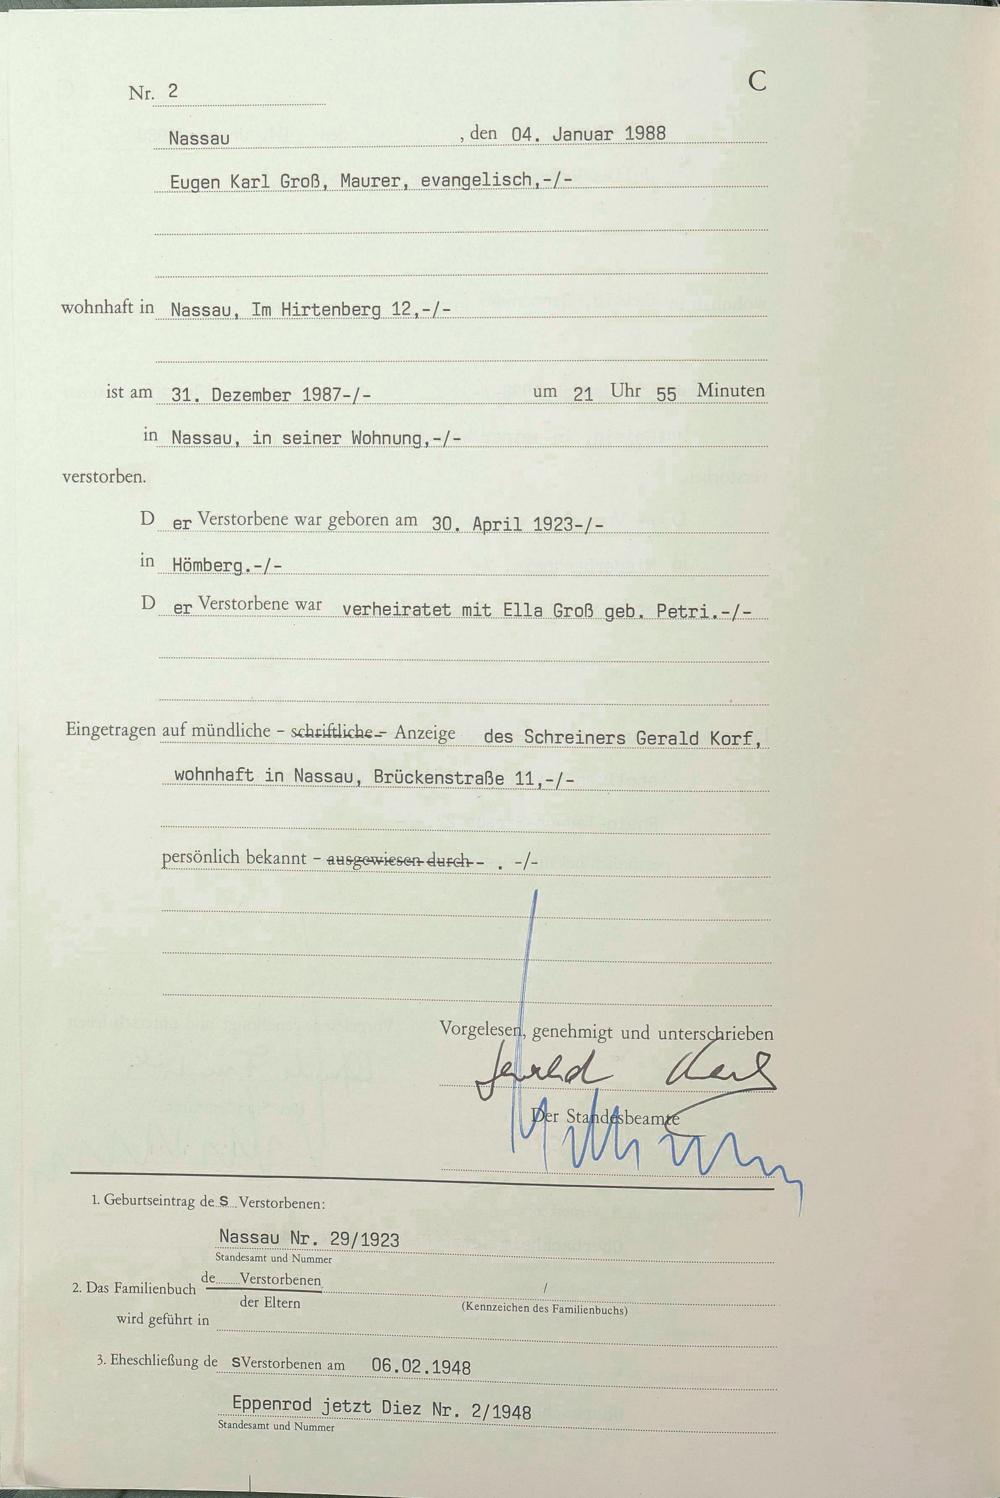 C
Nr. 2
Nassau , den 04. Januar 1988
Eugen Karl Groß, Maurer, evangelisch,-/-
wohnhaft in Nassau, Im Hirtenberg 12,-/-
ist am 31. Dezember 1987-/- um 21 Uhr 55 Minuten
in Nassau, in seiner Wohnung,-/-
verstorben.
D er Verstorbene war geboren am 30. April 1923-/-
in Hömberg.-/-
D er Verstorbene war verheiratet mit Ella Groß geb. Petri.-/-
Eingetragen auf mündliche - schriftliche - Anzeige des Schreiners Gerald Korf,
wohnhaft in Nassau, Brückenstraße 11,-/-
persönlich bekannt - ausgewiesen durch - . -/-
Vorgelesen, genehmigt und unterschrieben
Gerald
Der Standesbeamte
1. Geburtseintrag de s Verstorbenen:
Nassau Nr. 29/1923
Standesamt und Nummer
de Verstorbenen
2. Das Familienbuch /
der Eltern (Kennzeichen des Familienbuchs)
wird geführt in
3. Eheschließung de s Verstorbenen am 06.02.1948
Eppenrod jetzt Diez Nr. 2/1948
Standesamt und Nummer